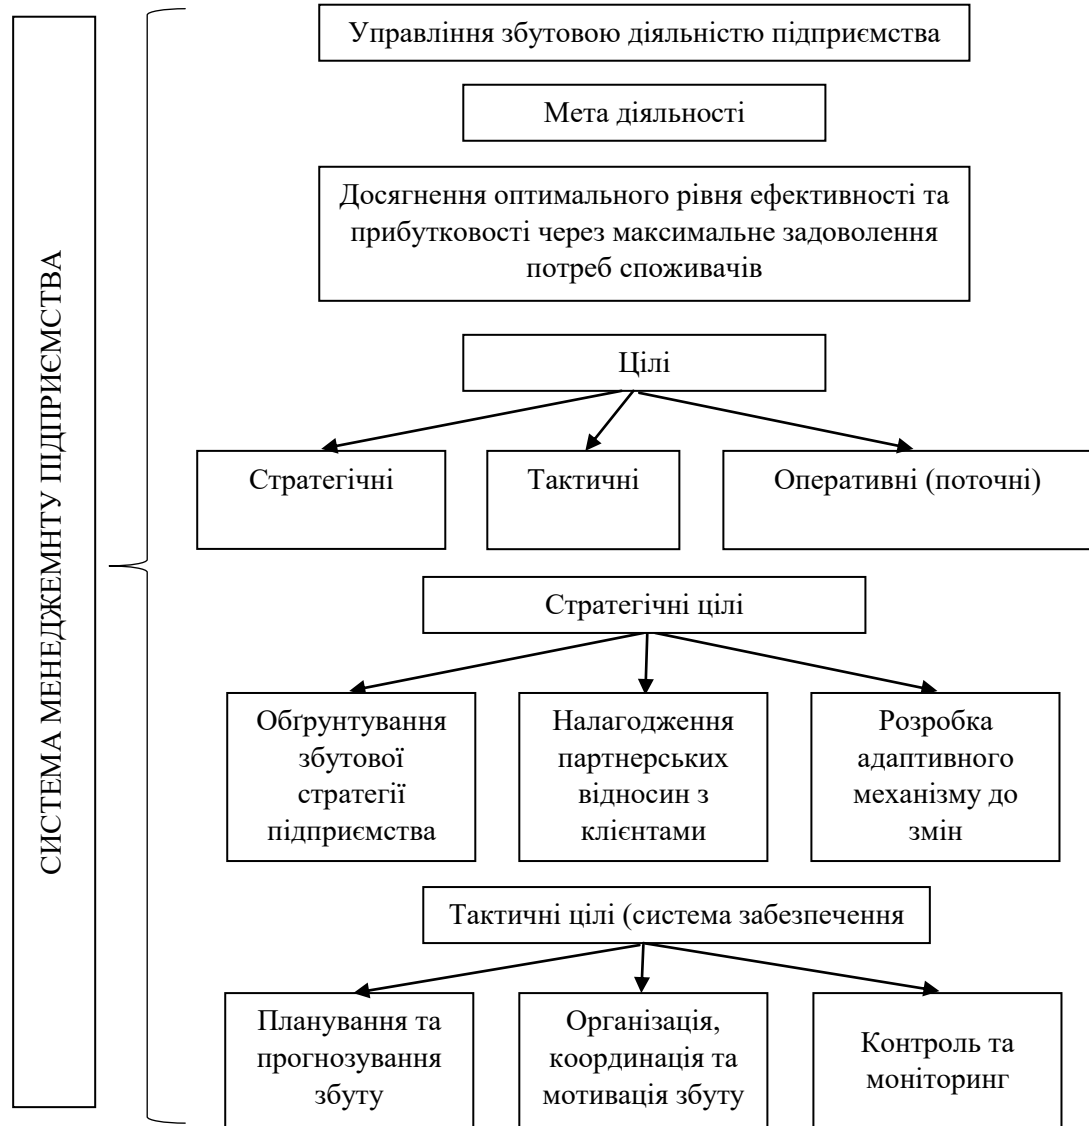 СИСТЕМА МЕНЕДЖЕМНТУ ПІДПРИЄМСТВА
Управління збутовою діяльністю підприємства
Мета діяльності
Досягнення оптимального рівня ефективності та
прибутковості через максимальне задоволення
потреб споживачів
Цілі
Стратегічні
Тактичні
Оперативні (поточні)
Стратегічні цілі
Обґрунтування
збутової
стратегії
підприємства
Налагодження
партнерських
відносин з
клієнтами
Розробка
адаптивного
механізму до
змін
Тактичні цілі (система забезпечення
Планування та
прогнозування
збуту
Організація,
координація та
мотивація збуту
Контроль та
моніторинг